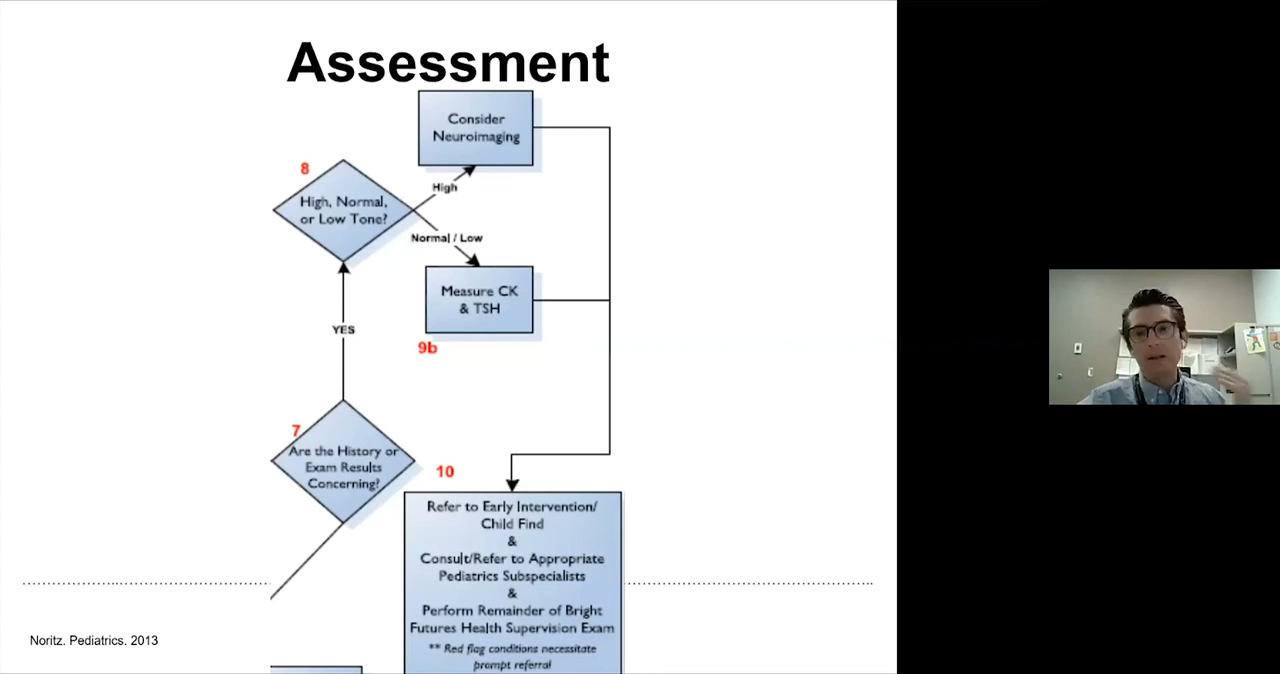 Assessment
Consider
Neuroimaging
8
High, Normal,
or Low Tone?
High
Normal / Low
Measure CK
& TSH
9b
YES
7
Are the History or
Exam Results
Concerning?
10
Refer to Early Intervention/
Child Find
&
Consult/Refer to Appropriate
Pediatrics Subspecialists
&
Perform Remainder of Bright
Futures Health Supervision Exam
** Red flag conditions necessitate
prompt referral
Noritz. Pediatrics. 2013